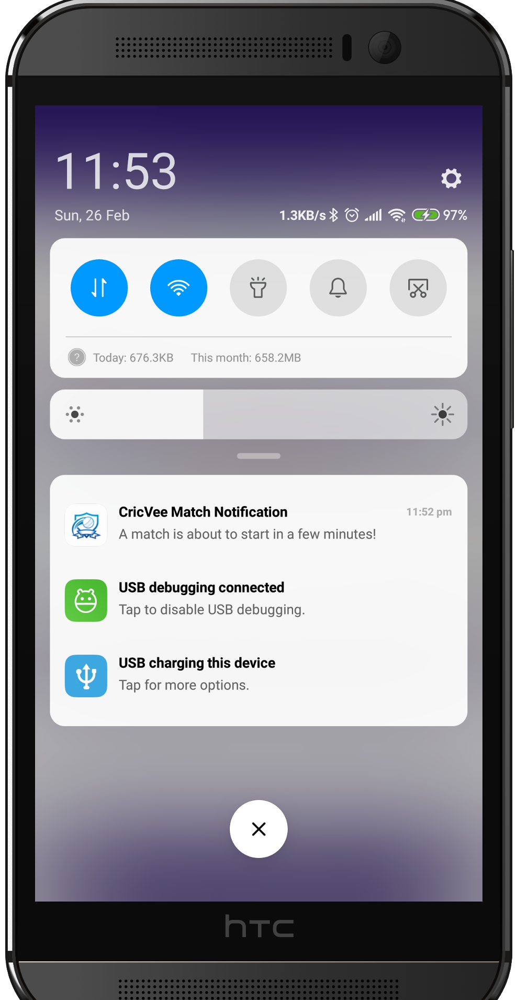 11:53
Sun, 26 Feb
1.3KB/s 97%
? Today: 676.3KB This month: 658.2MB
CricVee Match Notification 11:52 pm
A match is about to start in a few minutes!
USB debugging connected
Tap to disable USB debugging.
USB charging this device
Tap for more options.
hTC